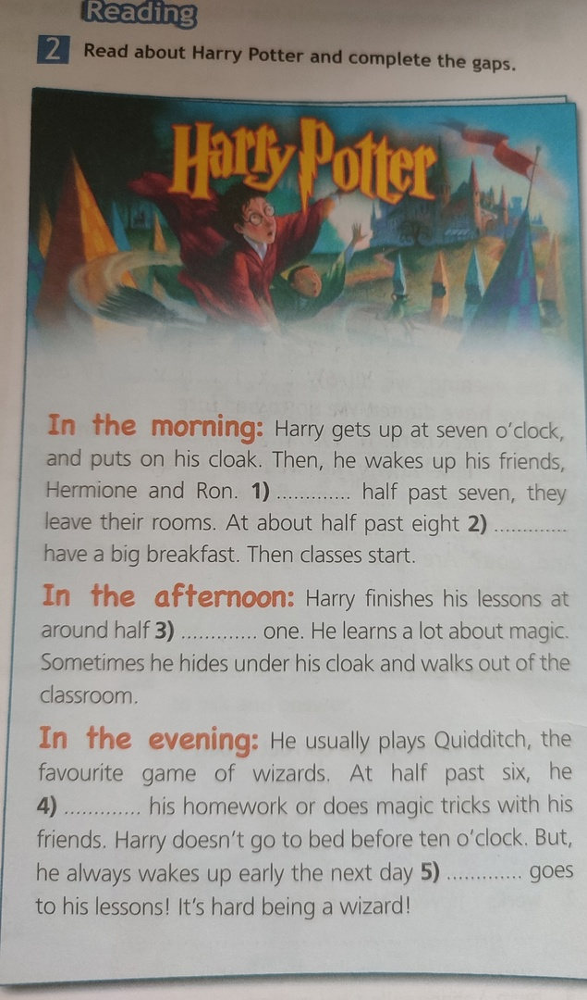 Reading
2 Read about Harry Potter and complete the gaps.
Harry Potter
In the morning: Harry gets up at seven o'clock,
and puts on his cloak. Then, he wakes up his friends,
Hermione and Ron. 1) ............. half past seven, they
leave their rooms. At about half past eight 2) .............
have a big breakfast. Then classes start.
In the afternoon: Harry finishes his lessons at
around half 3) ............. one. He learns a lot about magic.
Sometimes he hides under his cloak and walks out of the
classroom.
In the evening: He usually plays Quidditch, the
favourite game of wizards. At half past six, he
4) ............. his homework or does magic tricks with his
friends. Harry doesn't go to bed before ten o'clock. But,
he always wakes up early the next day 5) ............. goes
to his lessons! It's hard being a wizard!